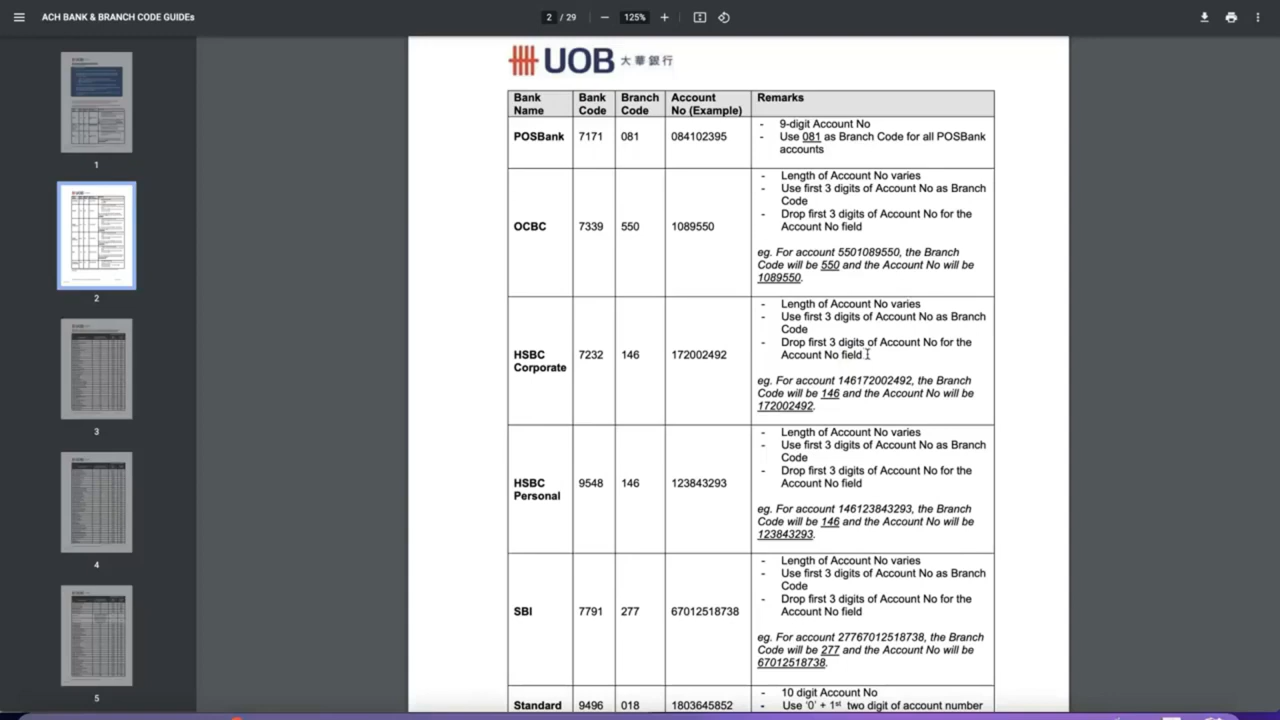 ACH BANK & BRANCH CODE GUIDEs
2 / 29
125%
UOB 大華銀行
Bank Name
Bank Code
Branch Code
Account No (Example)
Remarks
POSBank
7171
081
084102395
- 9-digit Account No
- Use 081 as Branch Code for all POSBank
accounts
OCBC
7339
550
1089550
- Length of Account No varies
- Use first 3 digits of Account No as Branch
Code
- Drop first 3 digits of Account No for the
Account No field
eg. For account 5501089550, the Branch
Code will be 550 and the Account No will be
1089550.
HSBC
Corporate
7232
146
172002492
- Length of Account No varies
- Use first 3 digits of Account No as Branch
Code
- Drop first 3 digits of Account No for the
Account No field
eg. For account 146172002492, the Branch
Code will be 146 and the Account No will be
172002492.
HSBC
Personal
9548
146
123843293
- Length of Account No varies
- Use first 3 digits of Account No as Branch
Code
- Drop first 3 digits of Account No for the
Account No field
eg. For account 146123843293, the Branch
Code will be 146 and the Account No will be
123843293.
SBI
7791
277
67012518738
- Length of Account No varies
- Use first 3 digits of Account No as Branch
Code
- Drop first 3 digits of Account No for the
Account No field
eg. For account 27767012518738, the Branch
Code will be 277 and the Account No will be
67012518738.
Standard
9496
018
1803645852
- 10 digit Account No
- Use '0' + 1st two digit of account number
1
2
3
4
5